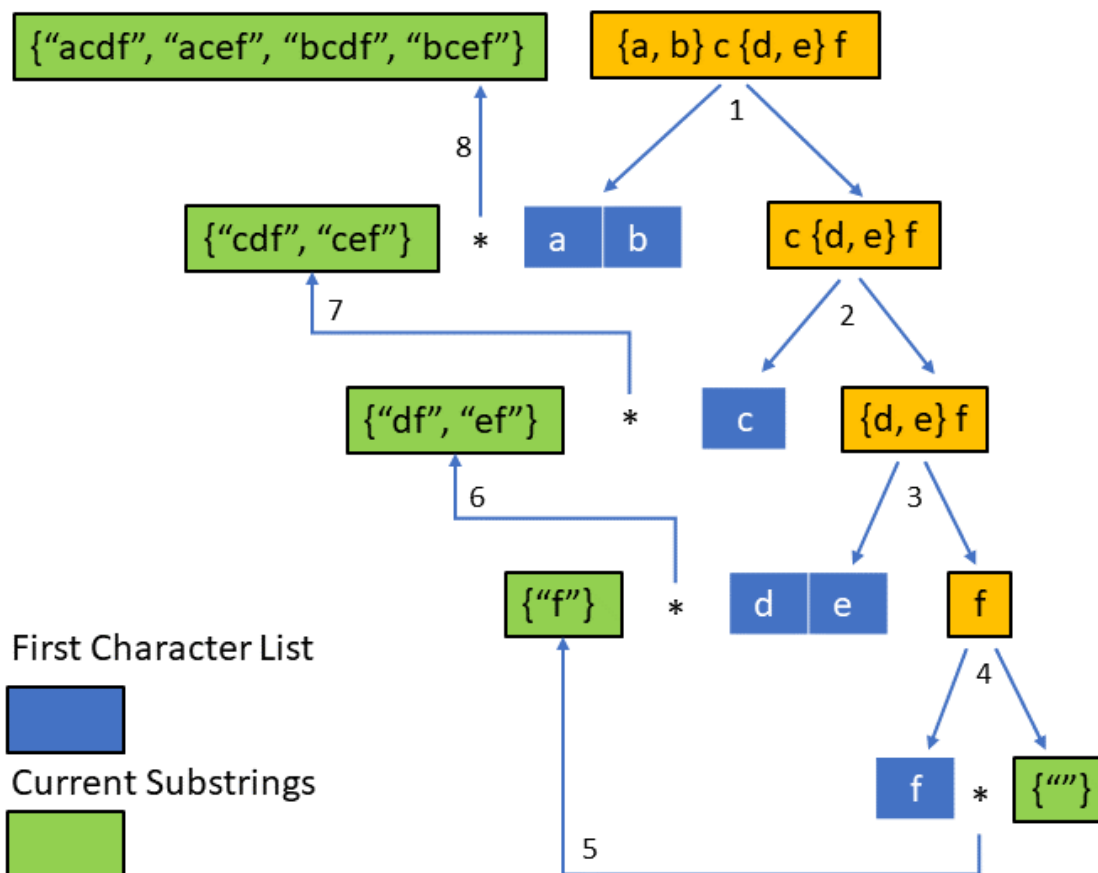 {“acdf”, “acef”, “bcdf”, “bcef”} {a, b} c {d, e} f
1
8
{“cdf”, “cef”} * a b c {d, e} f
7 2
{“df”, “ef”} * c {d, e} f
6 3
{“f”} * d e f
First Character List
4
Current Substrings
f * {“”}
5